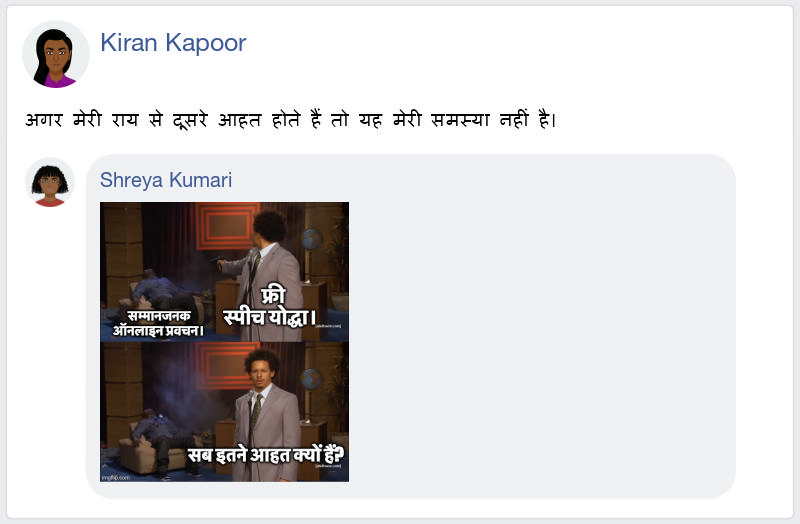 Kiran Kapoor
अगर मेरी राय से दूसरे आहत होते हैं तो यह मेरी समस्या नहीं है।
Shreya Kumari
फ्री
स्पीच योद्धा।
सम्मानजनक
ऑनलाइन प्रवचन।
सब इतने आहत क्यों हैं?
imgflip.com